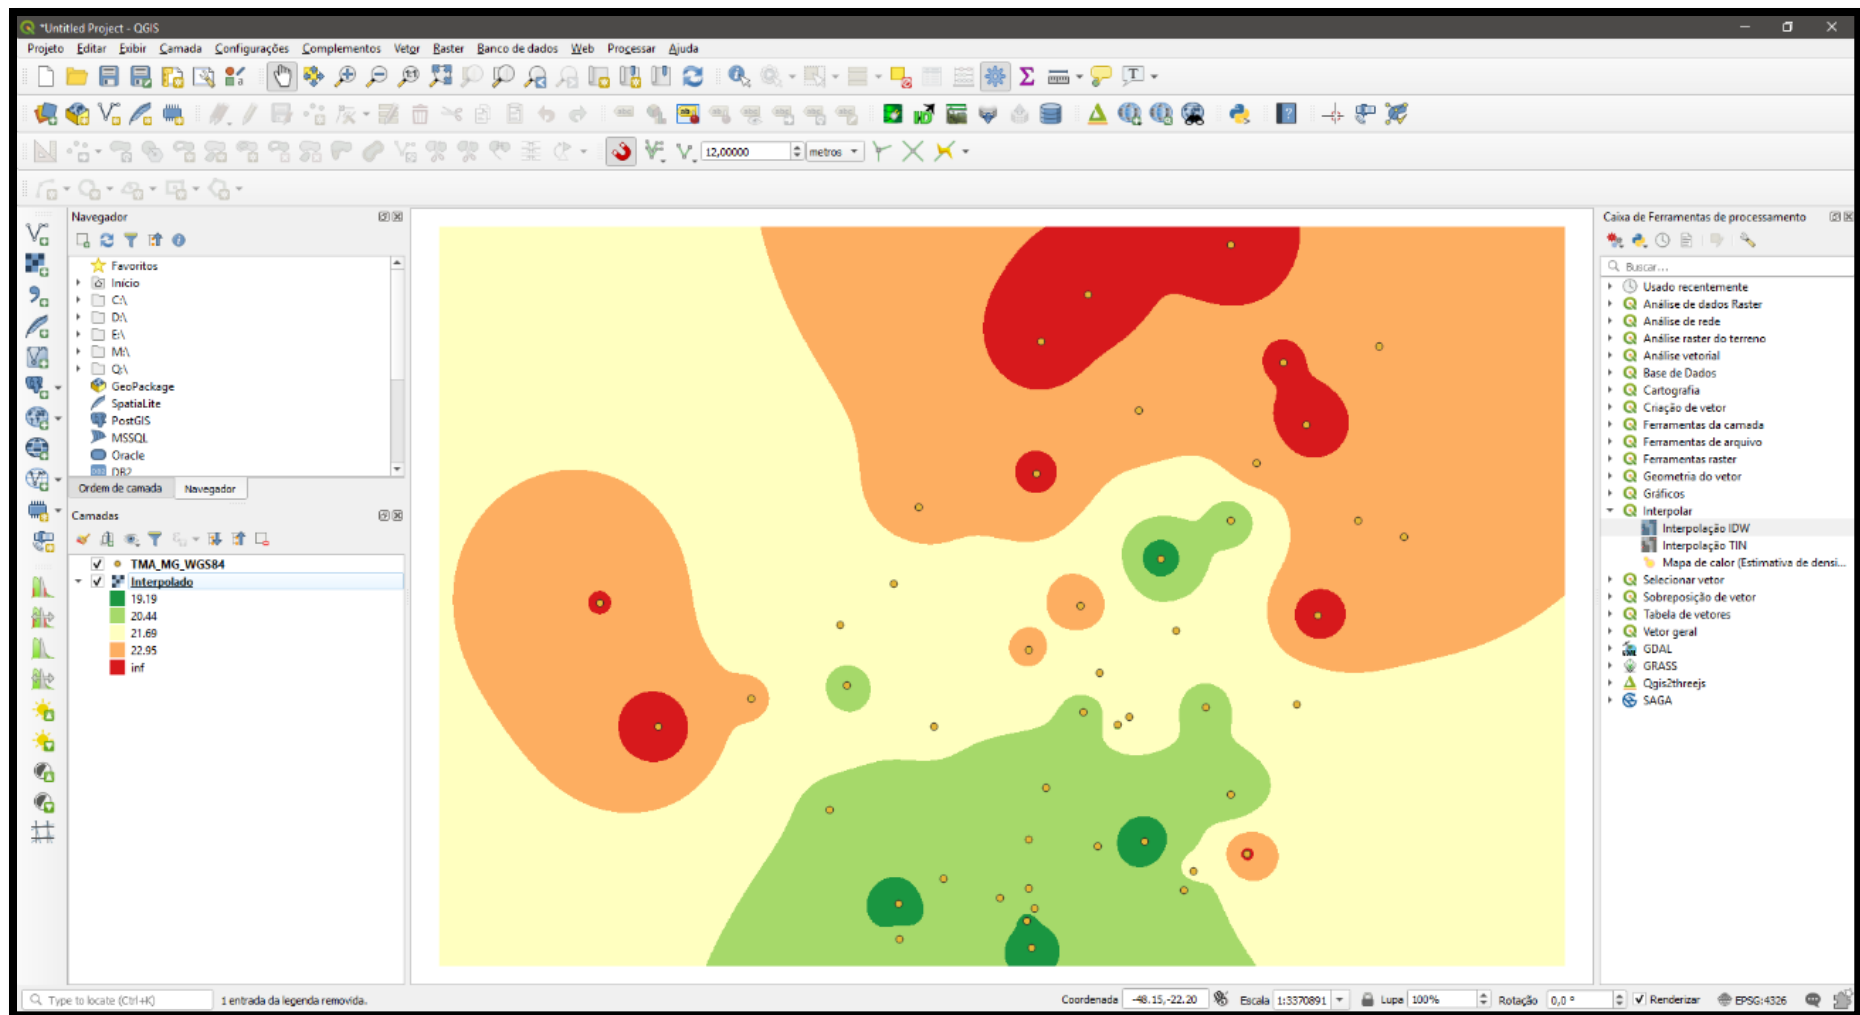 *Untitled Project - QGIS
Projeto Editar Exibir Camada Configurações Complementos Vetor Raster Banco de dados Web Processar Ajuda
12,00000 metros
Navegador
Favoritos
Início
C:\
D:\
E:\
M:\
Q:\
GeoPackage
SpatiaLite
PostGIS
MSSQL
Oracle
DB2
Ordem de camada Navegador
Camadas
TMA_MG_WGS84
Interpolado
19.19
20.44
21.69
22.95
inf
Caixa de Ferramentas de processamento
Buscar...
Usado recentemente
Análise de dados Raster
Análise de rede
Análise raster do terreno
Análise vetorial
Base de Dados
Cartografia
Criação de vetor
Ferramentas da camada
Ferramentas de arquivo
Ferramentas raster
Geometria do vetor
Gráficos
Interpolar
Interpolação IDW
Interpolação TIN
Mapa de calor (Estimativa de densi...
Selecionar vetor
Sobreposição de vetor
Tabela de vetores
Vetor geral
GDAL
GRASS
Qgis2threejs
SAGA
Type to locate (Ctrl+K) 1 entrada da legenda removida. Coordenada -48.15,-22.20 Escala 1:3370891 Lupa 100% Rotação 0,0 ° Renderizar EPSG:4326